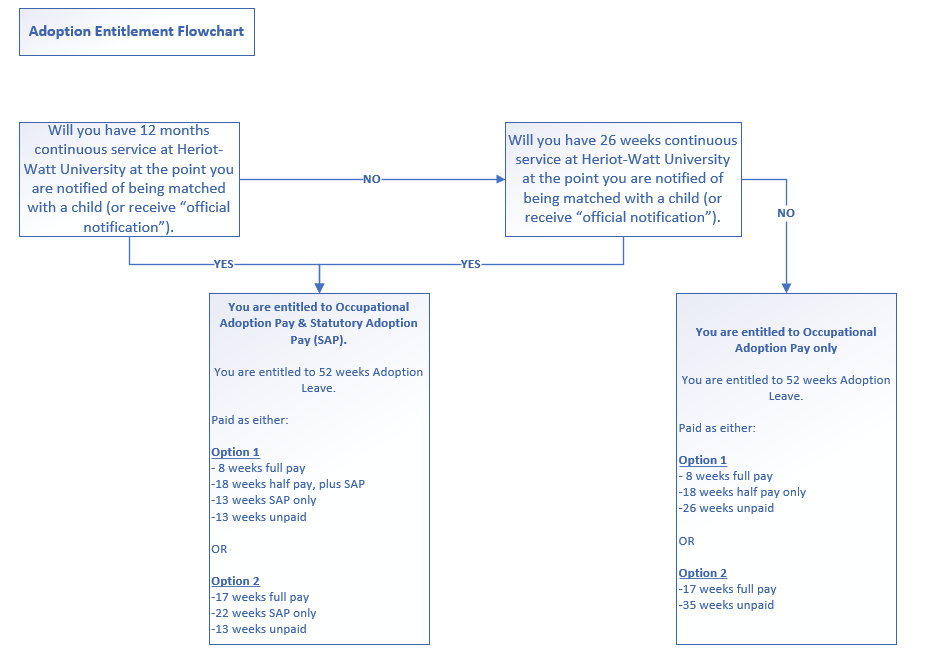 Adoption Entitlement Flowchart
Will you have 12 months
continuous service at Heriot-
Watt University at the point you
are notified of being matched
with a child (or receive “official
notification”).
NO
Will you have 26 weeks continuous
service at Heriot-Watt University
at the point you are notified of
being matched with a child (or
receive “official notification”).
NO
YES
YES
You are entitled to Occupational
Adoption Pay & Statutory Adoption
Pay (SAP).
You are entitled to 52 weeks Adoption
Leave.
Paid as either:
Option 1
- 8 weeks full pay
-18 weeks half pay, plus SAP
-13 weeks SAP only
-13 weeks unpaid
OR
Option 2
-17 weeks full pay
-22 weeks SAP only
-13 weeks unpaid
You are entitled to Occupational
Adoption Pay only
You are entitled to 52 weeks Adoption
Leave.
Paid as either:
Option 1
- 8 weeks full pay
-18 weeks half pay only
-26 weeks unpaid
OR
Option 2
-17 weeks full pay
-35 weeks unpaid